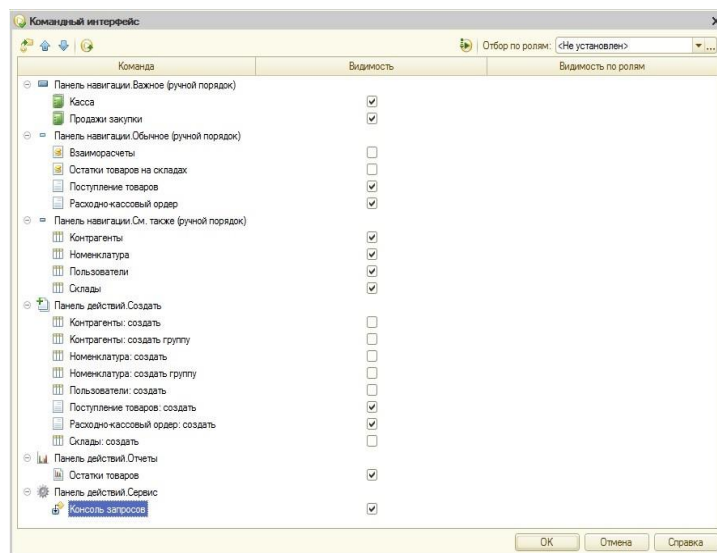 Командный интерфейс
Отбор по ролям: <Не установлен>
Команда Видимость Видимость по ролям
Панель навигации.Важное (ручной порядок)
Касса
Продажи закупки
Панель навигации.Обычное (ручной порядок)
Взаиморасчеты
Остатки товаров на складах
Поступление товаров
Расходно-кассовый ордер
Панель навигации.См. также (ручной порядок)
Контрагенты
Номенклатура
Пользователи
Склады
Панель действий.Создать
Контрагенты: создать
Контрагенты: создать группу
Номенклатура: создать
Номенклатура: создать группу
Пользователи: создать
Поступление товаров: создать
Расходно-кассовый ордер: создать
Склады: создать
Панель действий.Отчеты
Остатки товаров
Панель действий.Сервис
Консоль запросов
OK Отмена Справка